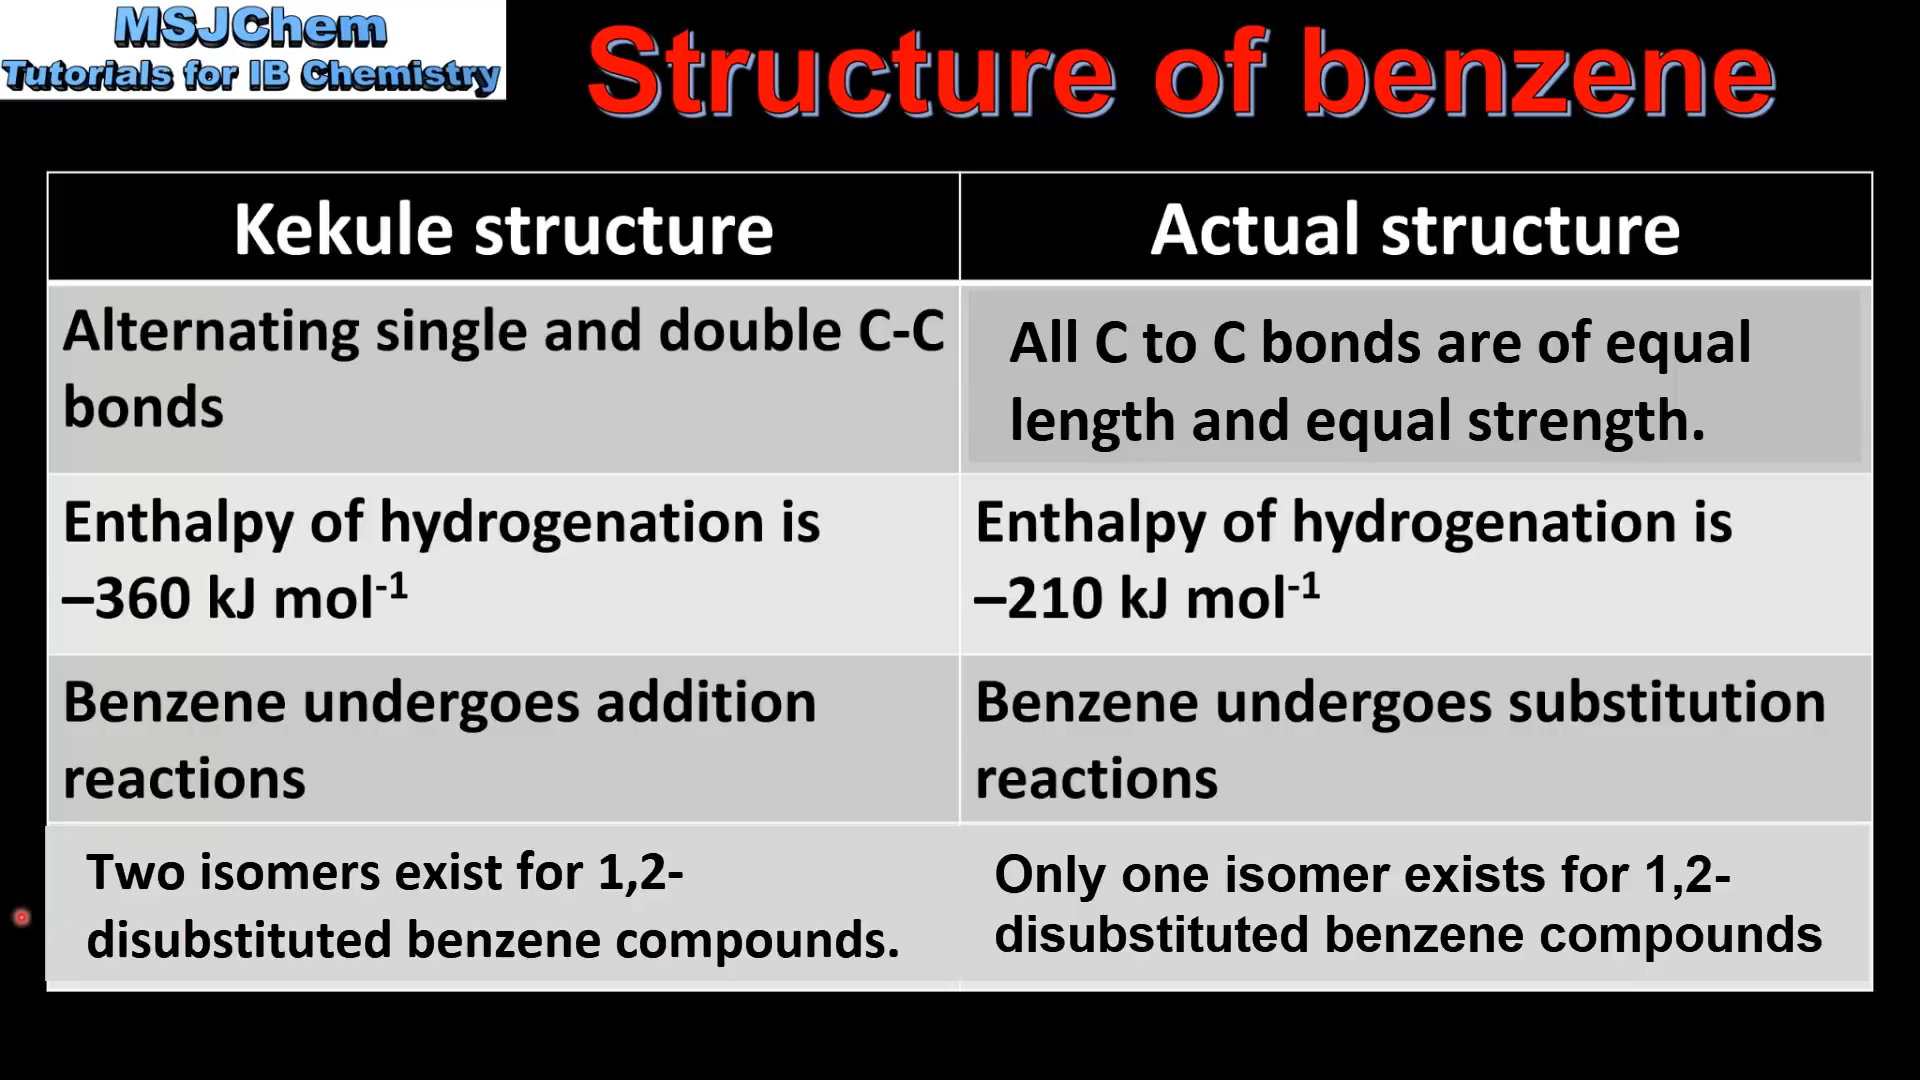 MSJChem
Tutorials for IB Chemistry
Structure of benzene
Kekule structure
Actual structure
Alternating single and double C-C
bonds
All C to C bonds are of equal
length and equal strength.
Enthalpy of hydrogenation is
–360 kJ mol⁻¹
Enthalpy of hydrogenation is
–210 kJ mol⁻¹
Benzene undergoes addition
reactions
Benzene undergoes substitution
reactions
Two isomers exist for 1,2-
disubstituted benzene compounds.
Only one isomer exists for 1,2-
disubstituted benzene compounds